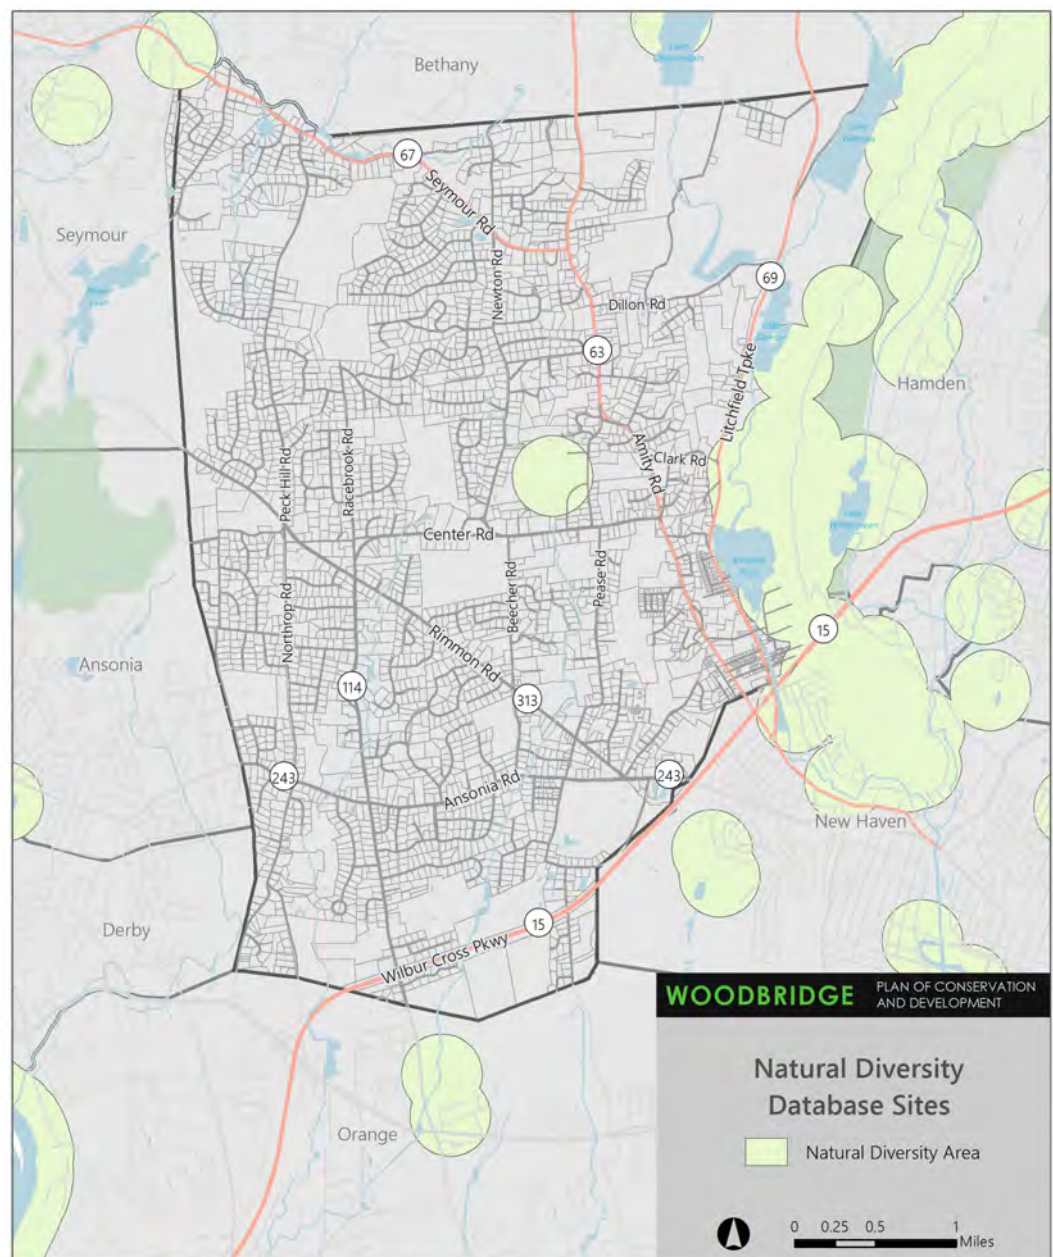 Bethany
67
Seymour Rd
Seymour
Newton Rd
69
Dillon Rd
63
Litchfield Tpke
Hamden
Amity Rd
Clark Rd
Peck Hill Rd
Racebrook Rd
Center Rd
Beecher Rd
Pease Rd
Northrop Rd
Rimmon Rd
15
Ansonia
114
313
243
Ansonia Rd
243
New Haven
Derby
15
Wilbur Cross Pkwy
WOODBRIDGE
PLAN OF CONSERVATION
AND DEVELOPMENT
Natural Diversity
Database Sites
Natural Diversity Area
Orange
0 0.25 0.5 1
Miles